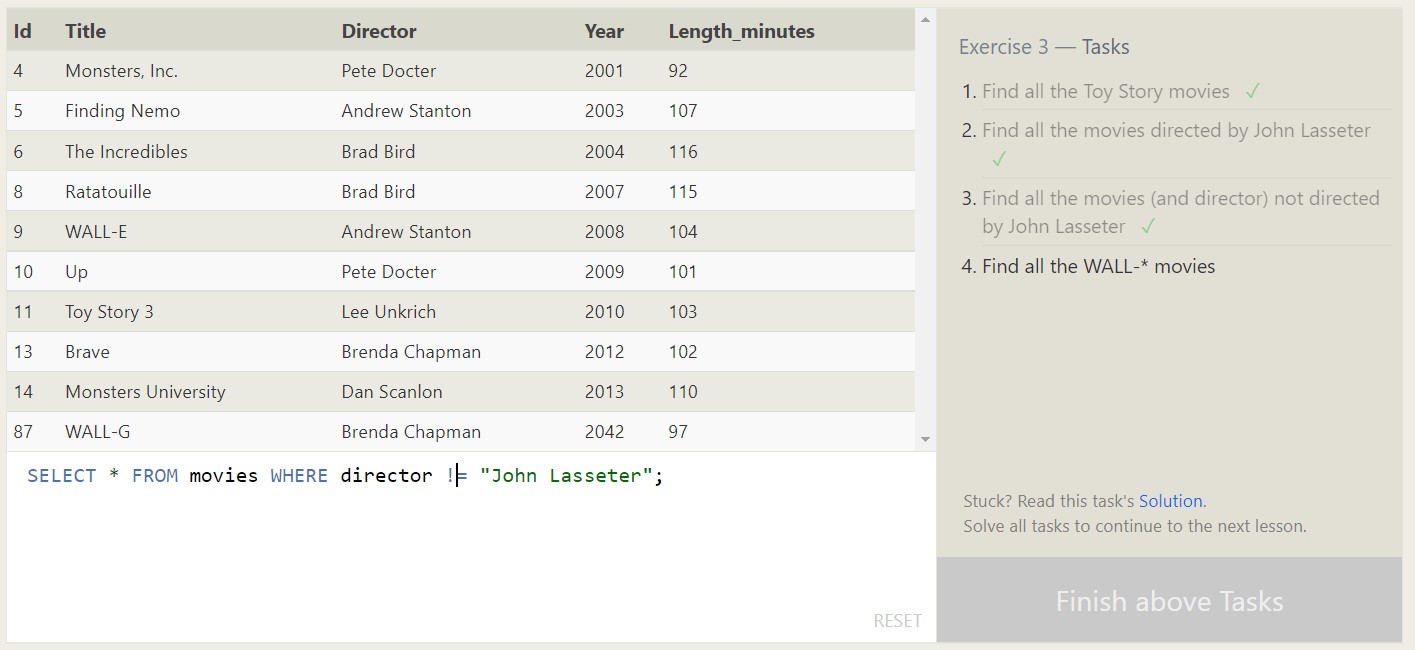 Id Title Director Year Length_minutes
4 Monsters, Inc. Pete Docter 2001 92
5 Finding Nemo Andrew Stanton 2003 107
6 The Incredibles Brad Bird 2004 116
8 Ratatouille Brad Bird 2007 115
9 WALL-E Andrew Stanton 2008 104
10 Up Pete Docter 2009 101
11 Toy Story 3 Lee Unkrich 2010 103
13 Brave Brenda Chapman 2012 102
14 Monsters University Dan Scanlon 2013 110
87 WALL-G Brenda Chapman 2042 97
SELECT * FROM movies WHERE director != "John Lasseter";
RESET
Exercise 3 — Tasks
1. Find all the Toy Story movies ✓
2. Find all the movies directed by John Lasseter
✓
3. Find all the movies (and director) not directed
by John Lasseter ✓
4. Find all the WALL-* movies
Stuck? Read this task's Solution.
Solve all tasks to continue to the next lesson.
Finish above Tasks